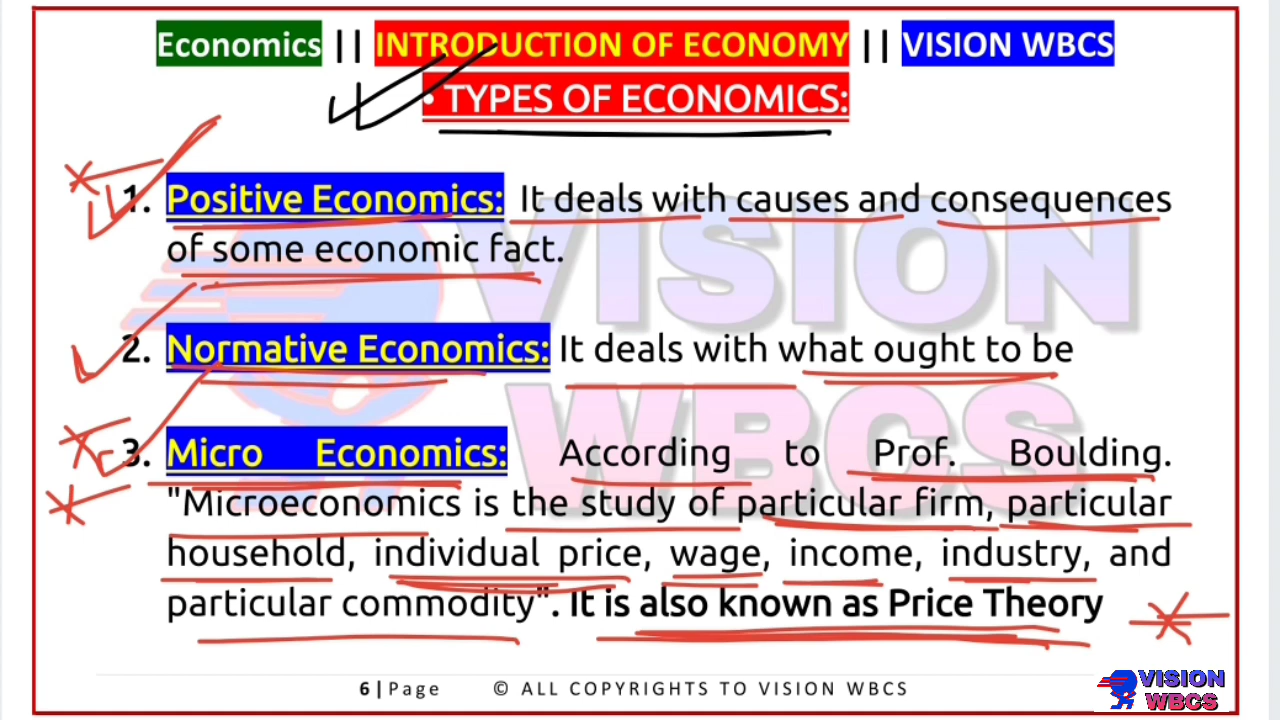 Economics || INTRODUCTION OF ECONOMY || VISION WBCS
• TYPES OF ECONOMICS:
1. Positive Economics: It deals with causes and consequences
of some economic fact.
2. Normative Economics: It deals with what ought to be
3. Micro Economics: According to Prof. Boulding.
"Microeconomics is the study of particular firm, particular
household, individual price, wage, income, industry, and
particular commodity". It is also known as Price Theory
6 | Page © ALL COPYRIGHTS TO VISION WBCS
VISION
WBCS
VISION
WBCS